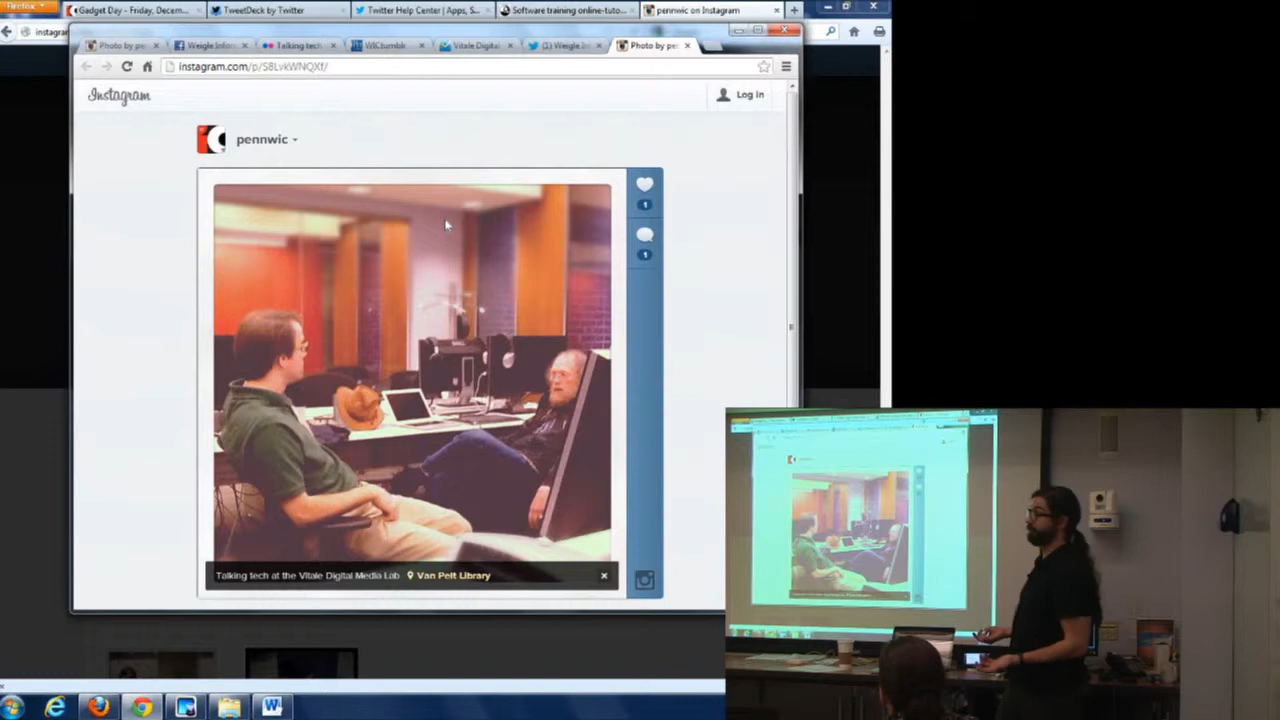 Firefox
Gadget Day - Friday, Decem...
TweetDeck by Twitter
Twitter Help Center | Apps, S...
Software training online-tuto...
pennwic on Instagram
instagram
Photo by pe
Weigle Infor
Talking tech
WICtumblr
Vitale Digital
(1) Weigle In
Photo by per
instagram.com/p/S8LvkWNQXf/
Instagram
Log in
pennwic
1
1
Talking tech at the Vitale Digital Media Lab Van Pelt Library